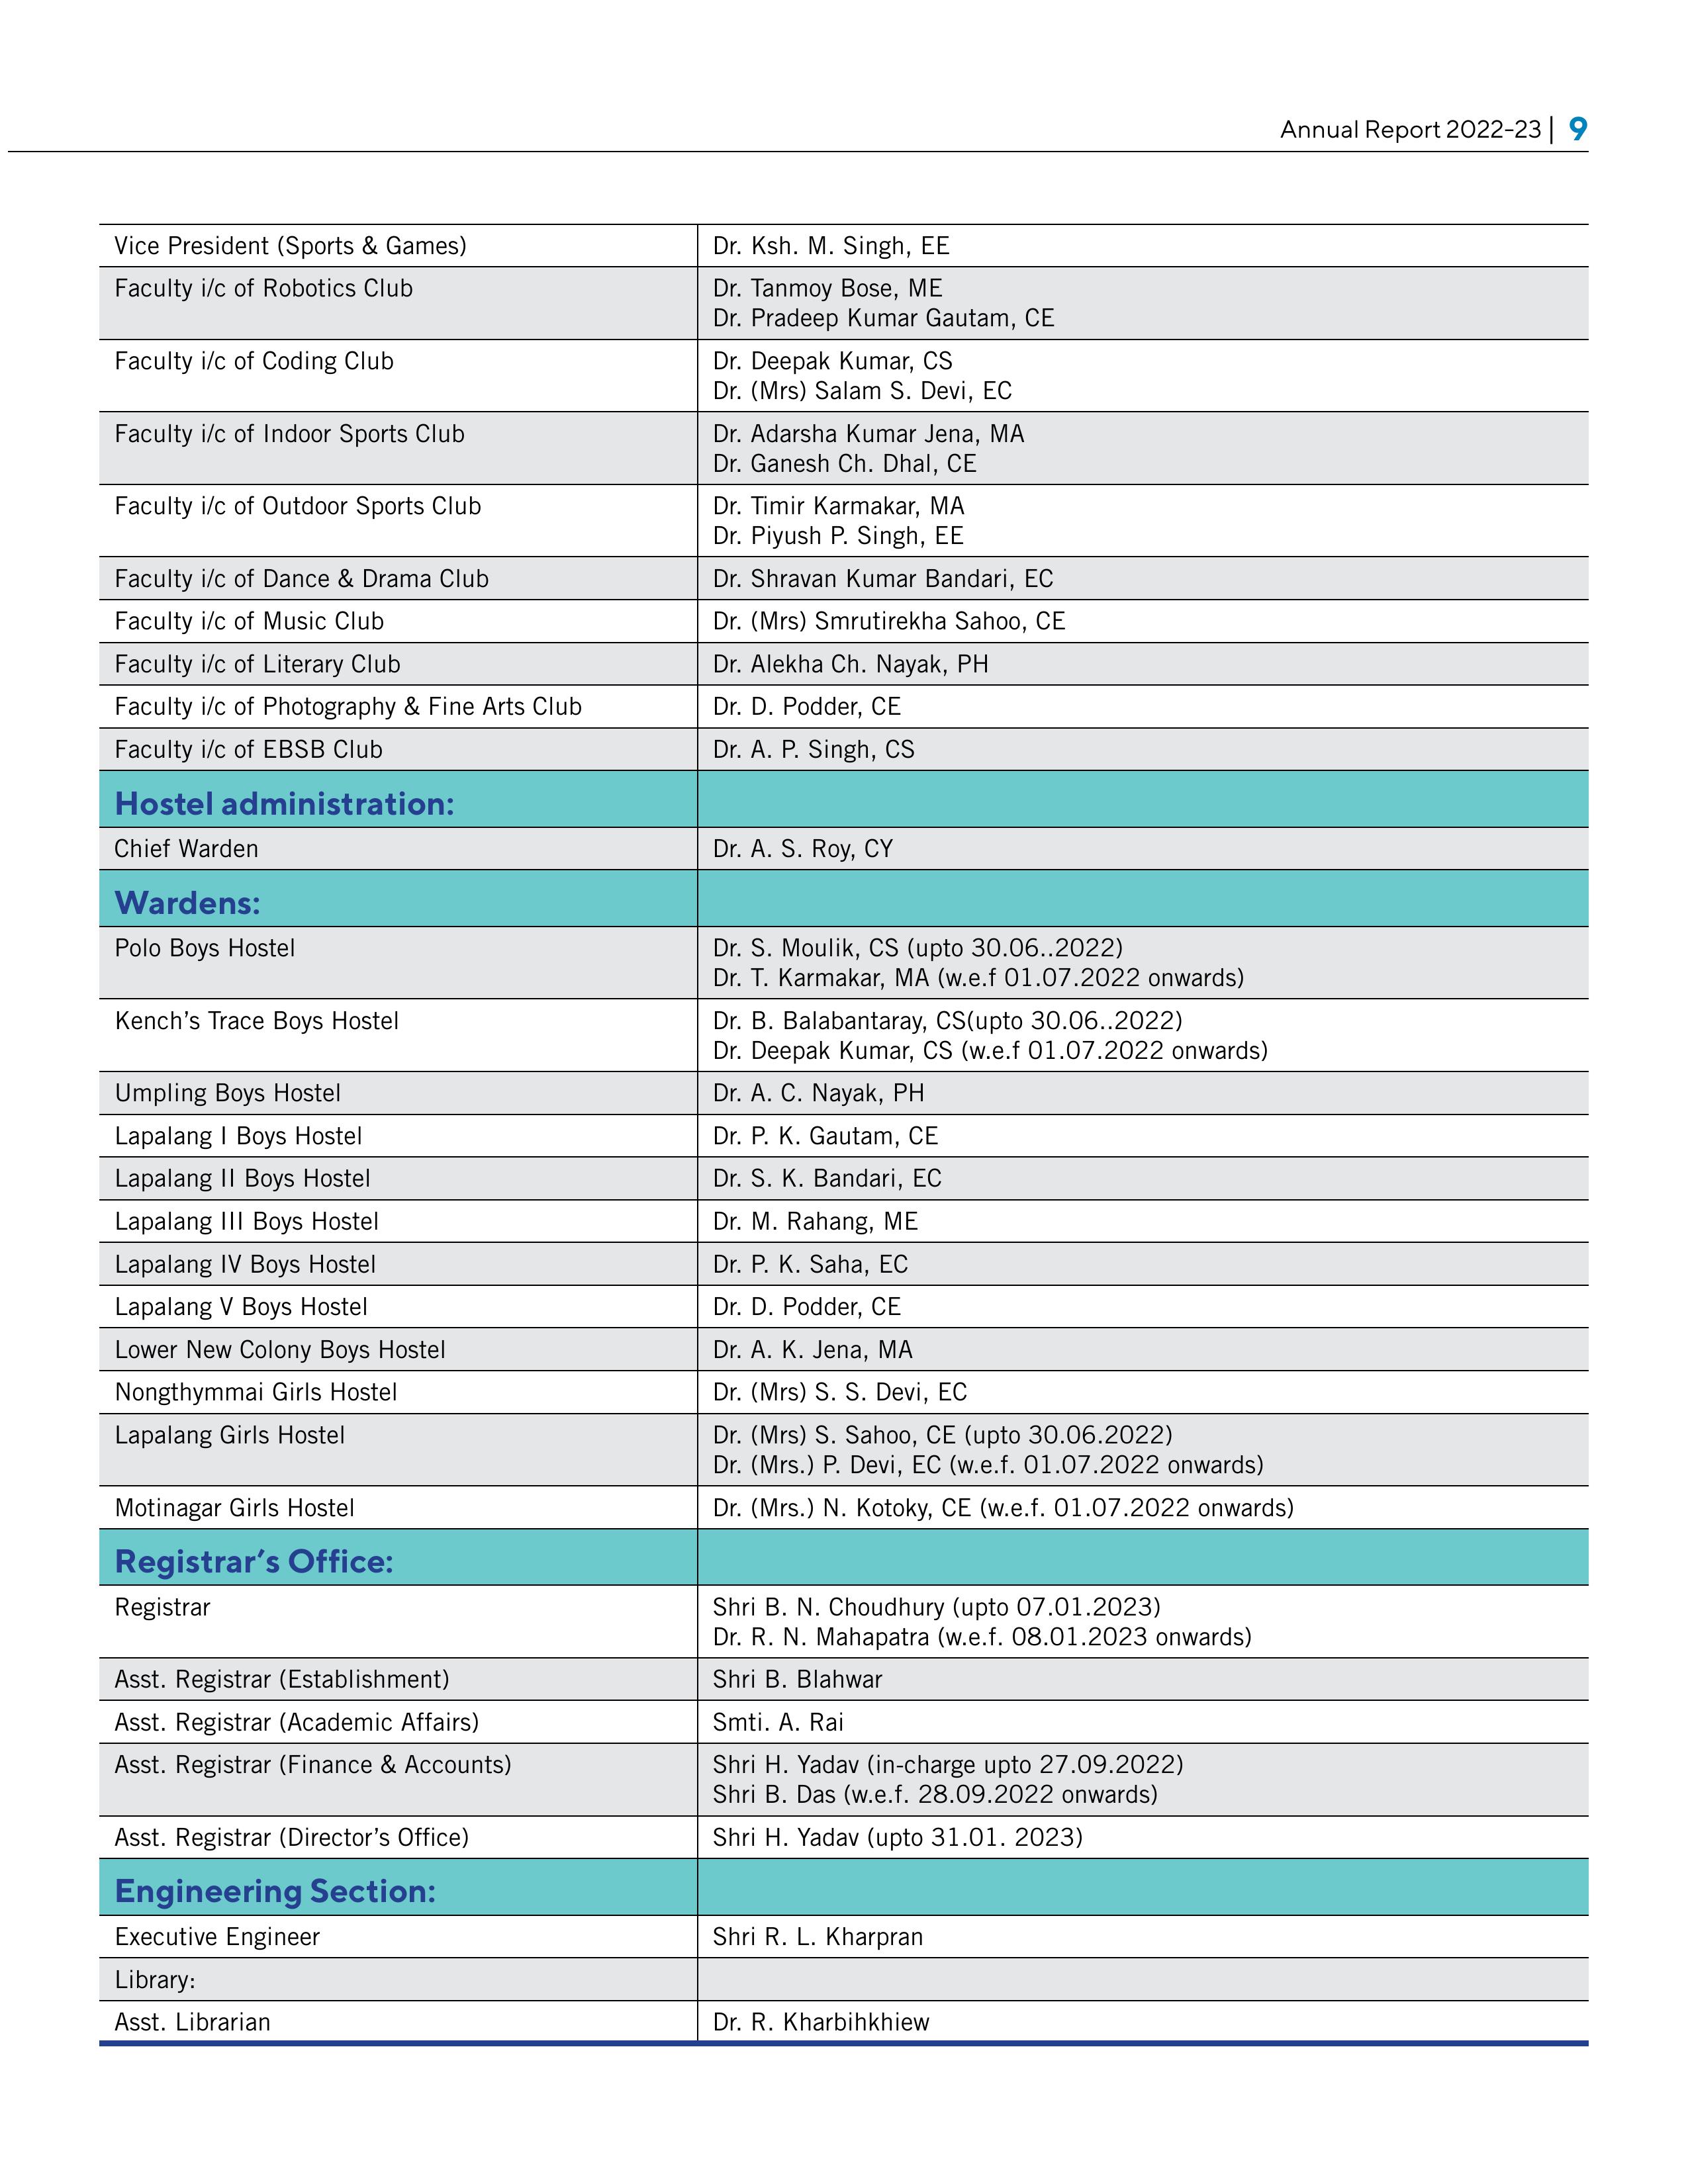 Annual Report 2022-23 | 9
Vice President (Sports & Games) Dr. Ksh. M. Singh, EE
Faculty i/c of Robotics Club Dr. Tanmoy Bose, ME
Dr. Pradeep Kumar Gautam, CE
Faculty i/c of Coding Club Dr. Deepak Kumar, CS
Dr. (Mrs) Salam S. Devi, EC
Faculty i/c of Indoor Sports Club Dr. Adarsha Kumar Jena, MA
Dr. Ganesh Ch. Dhal, CE
Faculty i/c of Outdoor Sports Club Dr. Timir Karmakar, MA
Dr. Piyush P. Singh, EE
Faculty i/c of Dance & Drama Club Dr. Shravan Kumar Bandari, EC
Faculty i/c of Music Club Dr. (Mrs) Smrutirekha Sahoo, CE
Faculty i/c of Literary Club Dr. Alekha Ch. Nayak, PH
Faculty i/c of Photography & Fine Arts Club Dr. D. Podder, CE
Faculty i/c of EBSB Club Dr. A. P. Singh, CS
Hostel administration:
Chief Warden Dr. A. S. Roy, CY
Wardens:
Polo Boys Hostel Dr. S. Moulik, CS (upto 30.06..2022)
Dr. T. Karmakar, MA (w.e.f 01.07.2022 onwards)
Kench’s Trace Boys Hostel Dr. B. Balabantaray, CS(upto 30.06..2022)
Dr. Deepak Kumar, CS (w.e.f 01.07.2022 onwards)
Umpling Boys Hostel Dr. A. C. Nayak, PH
Lapalang I Boys Hostel Dr. P. K. Gautam, CE
Lapalang II Boys Hostel Dr. S. K. Bandari, EC
Lapalang III Boys Hostel Dr. M. Rahang, ME
Lapalang IV Boys Hostel Dr. P. K. Saha, EC
Lapalang V Boys Hostel Dr. D. Podder, CE
Lower New Colony Boys Hostel Dr. A. K. Jena, MA
Nongthymmai Girls Hostel Dr. (Mrs) S. S. Devi, EC
Lapalang Girls Hostel Dr. (Mrs) S. Sahoo, CE (upto 30.06.2022)
Dr. (Mrs.) P. Devi, EC (w.e.f. 01.07.2022 onwards)
Motinagar Girls Hostel Dr. (Mrs.) N. Kotoky, CE (w.e.f. 01.07.2022 onwards)
Registrar’s Office:
Registrar Shri B. N. Choudhury (upto 07.01.2023)
Dr. R. N. Mahapatra (w.e.f. 08.01.2023 onwards)
Asst. Registrar (Establishment) Shri B. Blahwar
Asst. Registrar (Academic Affairs) Smti. A. Rai
Asst. Registrar (Finance & Accounts) Shri H. Yadav (in-charge upto 27.09.2022)
Shri B. Das (w.e.f. 28.09.2022 onwards)
Asst. Registrar (Director’s Office) Shri H. Yadav (upto 31.01. 2023)
Engineering Section:
Executive Engineer Shri R. L. Kharpran
Library:
Asst. Librarian Dr. R. Kharbihkhiew